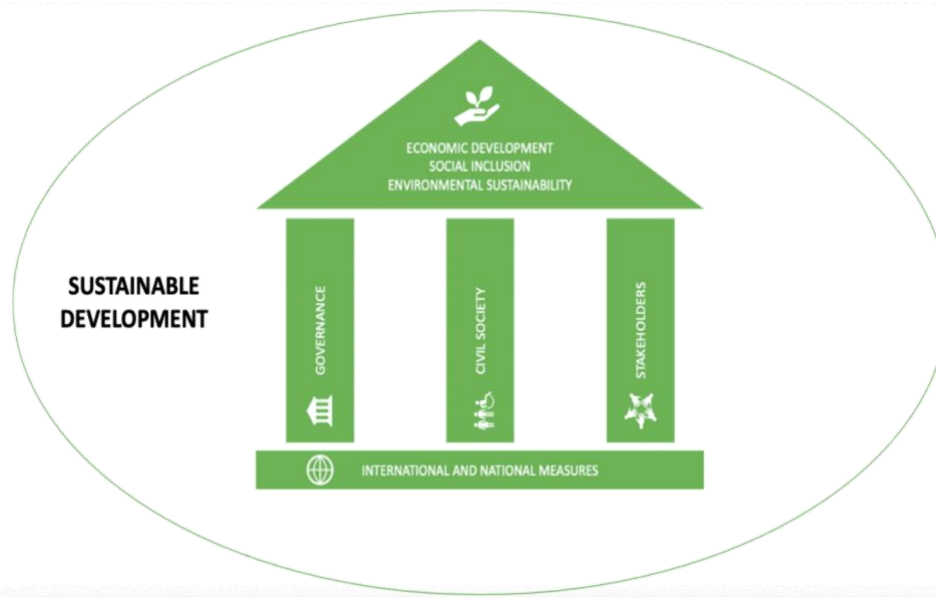 ECONOMIC DEVELOPMENT
SOCIAL INCLUSION
ENVIRONMENTAL SUSTAINABILITY
SUSTAINABLE
DEVELOPMENT
GOVERNANCE
CIVIL SOCIETY
STAKEHOLDERS
INTERNATIONAL AND NATIONAL MEASURES